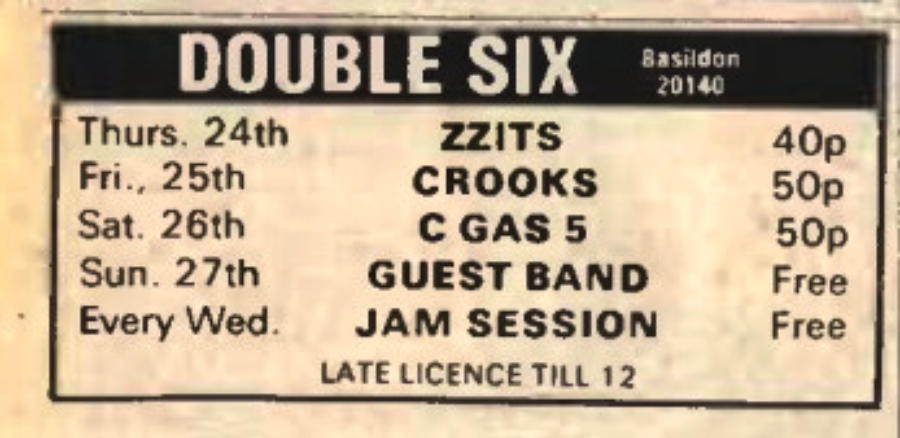 DOUBLE SIX Basildon 20140
Thurs. 24th ZZITS 40p
Fri., 25th CROOKS 50p
Sat. 26th C GAS 5 50p
Sun. 27th GUEST BAND Free
Every Wed. JAM SESSION Free
LATE LICENCE TILL 12